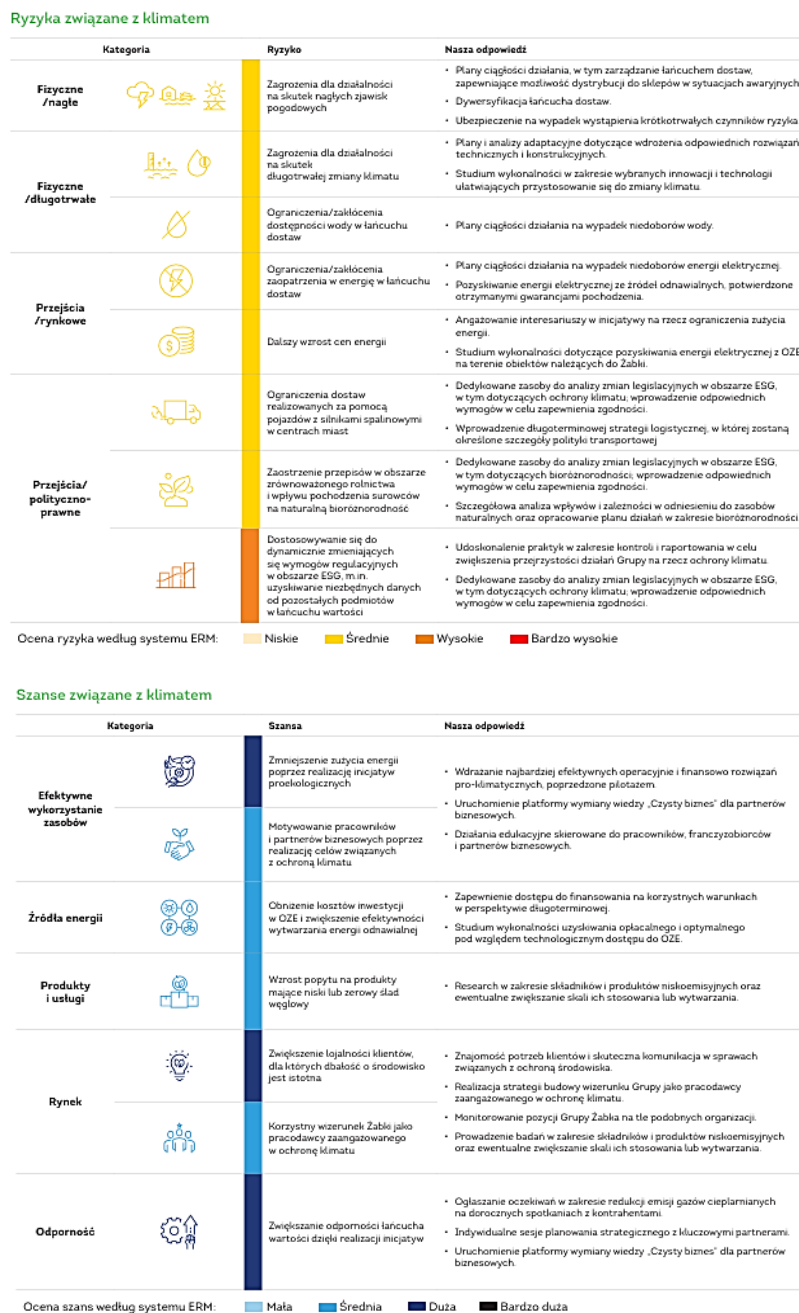 Ryzyka związane z klimatem
Kategoria Ryzyko Nasza odpowiedź
Fizyczne
/nagłe
Zagrożenia dla działalności
na skutek nagłych zjawisk
pogodowych
• Plany ciągłości działania, w tym zarządzanie łańcuchem dostaw,
zapewniające możliwość dystrybucji do sklepów w sytuacjach awaryjnych
• Dywersyfikacja łańcucha dostaw.
• Ubezpieczenie na wypadek wystąpienia krótkotrwałych czynników ryzyka
Fizyczne
/długotrwałe
Zagrożenia dla działalności
na skutek
długotrwałej zmiany klimatu
• Plany i analizy adaptacyjne dotyczące wdrożenia odpowiednich rozwiązań
technicznych i konstrukcyjnych.
• Studium wykonalności w zakresie wybranych innowacji i technologii
ułatwiających przystosowanie się do zmiany klimatu.
Ograniczenia/zakłócenia
dostępności wody w łańcuchu
dostaw
• Plany ciągłości działania na wypadek niedoborów wody.
Przejścia
/rynkowe
Ograniczenia/zakłócenia
zaopatrzenia w energię w łańcuchu
dostaw
• Plany ciągłości działania na wypadek niedoborów energii elektrycznej.
• Pozyskiwanie energii elektrycznej ze źródeł odnawialnych, potwierdzone
otrzymanymi gwarancjami pochodzenia.
Dalszy wzrost cen energii
• Angażowanie interesariuszy w inicjatywy na rzecz ograniczenia zużycia
energii.
• Studium wykonalności dotyczące pozyskiwania energii elektrycznej z OZE
na terenie obiektów należących do Żabki.
Przejścia/
polityczno-
prawne
Ograniczenia dostaw
realizowanych za pomocą
pojazdów z silnikami spalinowymi
w centrach miast
• Dedykowane zasoby do analizy zmian legislacyjnych w obszarze ESG,
w tym dotyczących ochrony klimatu; wprowadzenie odpowiednich
wymogów w celu zapewnienia zgodności.
• Wprowadzenie długoterminowej strategii logistycznej, w której zostaną
określone szczegóły polityki transportowej
Zaostrzenie przepisów w obszarze
zrównoważonego rolnictwa
i wpływu pochodzenia surowców
na naturalną bioróżnorodność
• Dedykowane zasoby do analizy zmian legislacyjnych w obszarze ESG,
w tym dotyczących bioróżnorodności; wprowadzenie odpowiednich
wymogów w celu zapewnienia zgodności.
• Szczegółowa analiza wpływów i zależności w odniesieniu do zasobów
naturalnych oraz opracowanie planu działań w zakresie bioróżnorodności
Dostosowywanie się do
dynamicznie zmieniających
się wymogów regulacyjnych
w obszarze ESG, m.in.
uzyskiwanie niezbędnych danych
od pozostałych podmiotów
w łańcuchu wartości
• Udoskonalenie praktyk w zakresie kontroli i raportowania w celu
zwiększenia przejrzystości działań Grupy na rzecz ochrony klimatu.
• Dedykowane zasoby do analizy zmian legislacyjnych w obszarze ESG,
w tym dotyczących ochrony klimatu; wprowadzenie odpowiednich
wymogów w celu zapewnienia zgodności.
Ocena ryzyka według systemu ERM: Niskie Średnie Wysokie Bardzo wysokie
Szanse związane z klimatem
Kategoria Szansa Nasza odpowiedź
Efektywne
wykorzystanie
zasobów
Zmniejszenie zużycia energii
poprzez realizację inicjatyw
proekologicznych
Motywowanie pracowników
i partnerów biznesowych poprzez
realizację celów związanych
z ochroną klimatu
• Wdrażanie najbardziej efektywnych operacyjnie i finansowo rozwiązań
pro-klimatycznych, poprzedzone pilotażem.
• Uruchomienie platformy wymiany wiedzy „Czysty biznes” dla partnerów
biznesowych.
• Działania edukacyjne skierowane do pracowników, franczyzobiorców
i partnerów biznesowych.
Źródła energii
Obniżenie kosztów inwestycji
w OZE i zwiększenie efektywności
wytwarzania energii odnawialnej
• Zapewnienie dostępu do finansowania na korzystnych warunkach
w perspektywie długoterminowej.
• Studium wykonalności uzyskiwania opłacalnego i optymalnego
pod względem technologicznym dostępu do OZE.
Produkty
i usługi
Wzrost popytu na produkty
mające niski lub zerowy ślad
węglowy
• Research w zakresie składników i produktów niskoemisyjnych oraz
ewentualne zwiększanie skali ich stosowania lub wytwarzania.
Rynek
Zwiększenie lojalności klientów,
dla których dbałość o środowisko
jest istotna
Korzystny wizerunek Żabki jako
pracodawcy zaangażowanego
w ochronę klimatu
• Znajomość potrzeb klientów i skuteczna komunikacja w sprawach
związanych z ochroną środowiska.
• Realizacja strategii budowy wizerunku Grupy jako pracodawcy
zaangażowanego w ochronę klimatu.
• Monitorowanie pozycji Grupy Żabka na tle podobnych organizacji.
• Prowadzenie badań w zakresie składników i produktów niskoemisyjnych
oraz ewentualne zwiększanie skali ich stosowania lub wytwarzania.
Odporność
Zwiększanie odporności łańcucha
wartości dzięki realizacji inicjatyw
• Ogłaszanie oczekiwań w zakresie redukcji emisji gazów cieplarnianych
na dorocznych spotkaniach z kontrahentami.
• Indywidualne sesje planowania strategicznego z kluczowymi partnerami.
• Uruchomienie platformy wymiany wiedzy „Czysty biznes” dla partnerów
biznesowych.
Ocena szans według systemu ERM: Mała Średnia Duża Bardzo duża